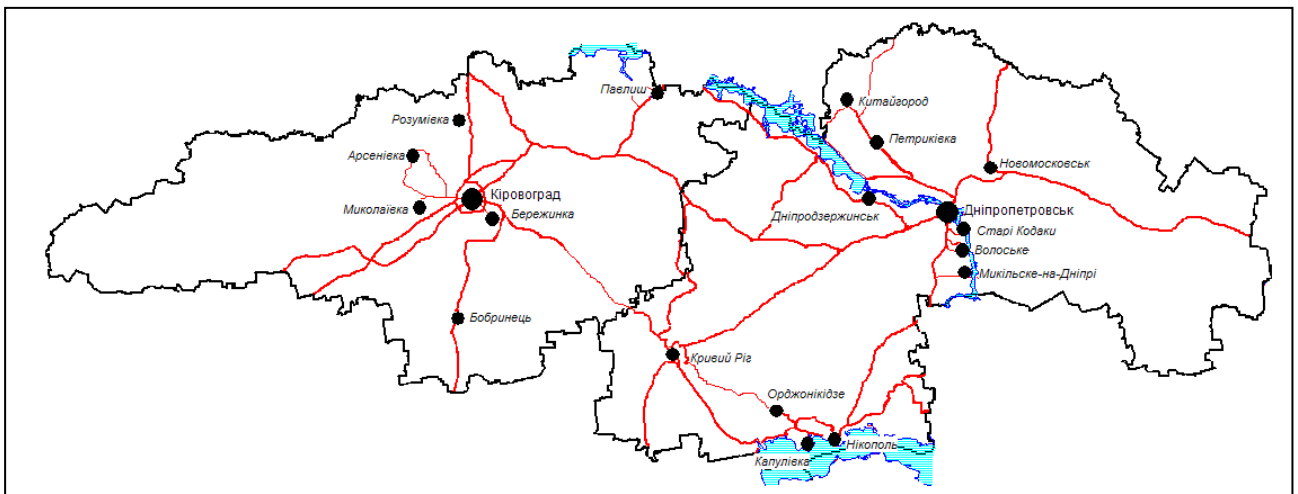 Павлиш
Китайгород
Розумівка
Петриківка
Арсенівка
Новомосковськ
Кіровоград
Миколаївка
Бережинка
Дніпродзержинськ
Дніпропетровськ
Старі Кодаки
Волоське
Микільске-на-Дніпрі
Бобринець
Кривий Ріг
Орджонікідзе
Нікополь
Капулівка